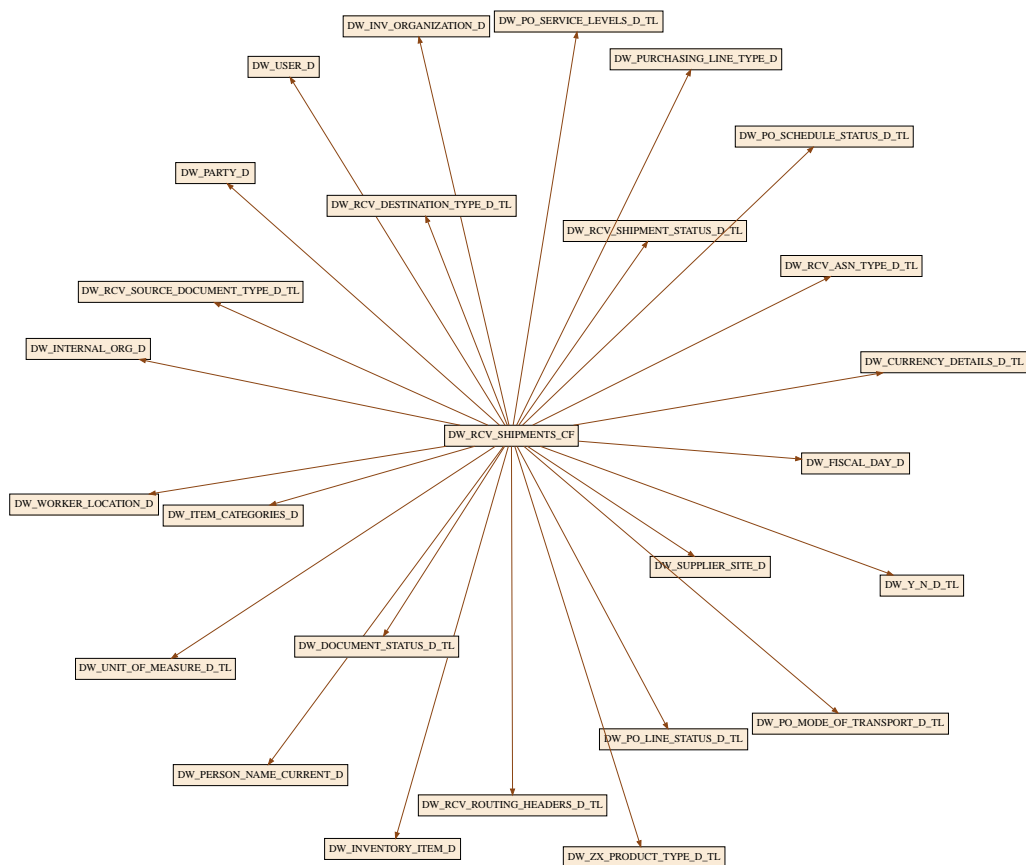 DW_PO_SERVICE_LEVELS_D_TL
DW_INV_ORGANIZATION_D
DW_PURCHASING_LINE_TYPE_D
DW_USER_D
DW_PO_SCHEDULE_STATUS_D_TL
DW_PARTY_D
DW_RCV_DESTINATION_TYPE_D_TL
DW_RCV_SHIPMENT_STATUS_D_TL
DW_RCV_ASN_TYPE_D_TL
DW_RCV_SOURCE_DOCUMENT_TYPE_D_TL
DW_INTERNAL_ORG_D
DW_CURRENCY_DETAILS_D_TL
DW_RCV_SHIPMENTS_CF
DW_FISCAL_DAY_D
DW_WORKER_LOCATION_D
DW_ITEM_CATEGORIES_D
DW_SUPPLIER_SITE_D
DW_Y_N_D_TL
DW_DOCUMENT_STATUS_D_TL
DW_UNIT_OF_MEASURE_D_TL
DW_PO_MODE_OF_TRANSPORT_D_TL
DW_PO_LINE_STATUS_D_TL
DW_PERSON_NAME_CURRENT_D
DW_RCV_ROUTING_HEADERS_D_TL
DW_INVENTORY_ITEM_D
DW_ZX_PRODUCT_TYPE_D_TL